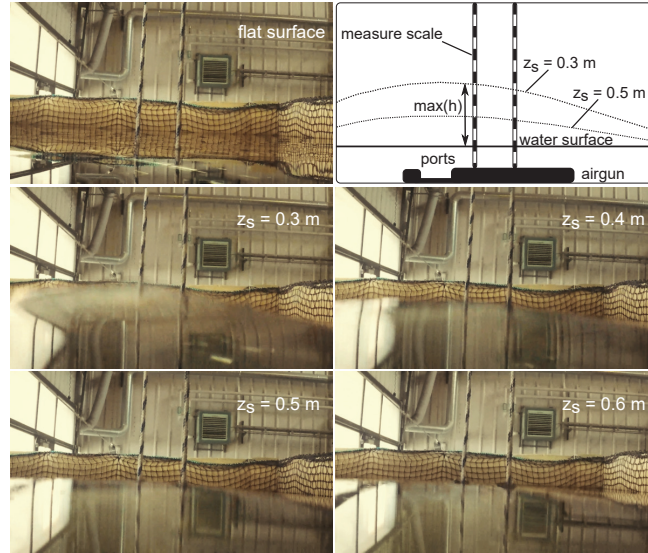 flat surface
measure scale
zs = 0.3 m
zs = 0.5 m
max(h)
water surface
ports
airgun
zs = 0.3 m
zs = 0.4 m
zs = 0.5 m
zs = 0.6 m